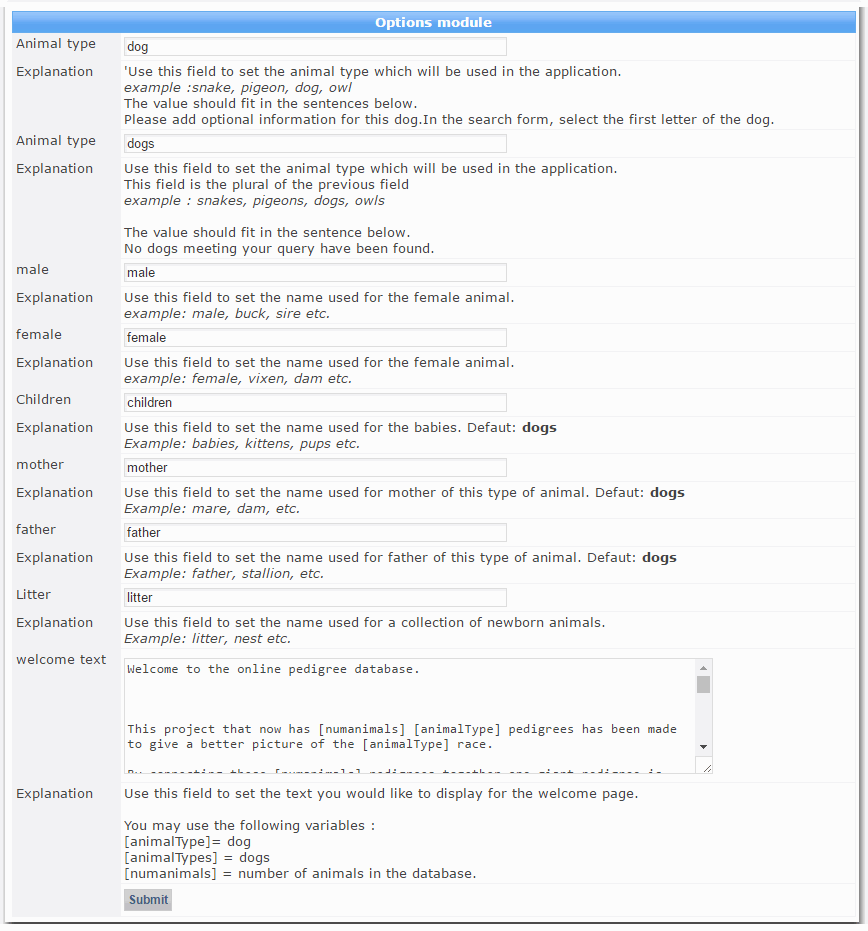 Options module
Animal type
dog
Explanation
'Use this field to set the animal type which will be used in the application.
example :snake, pigeon, dog, owl
The value should fit in the sentences below.
Please add optional information for this dog.In the search form, select the first letter of the dog.
Animal type
dogs
Explanation
Use this field to set the animal type which will be used in the application.
This field is the plural of the previous field
example : snakes, pigeons, dogs, owls
The value should fit in the sentence below.
No dogs meeting your query have been found.
male
male
Explanation
Use this field to set the name used for the female animal.
example: male, buck, sire etc.
female
female
Explanation
Use this field to set the name used for the female animal.
example: female, vixen, dam etc.
Children
children
Explanation
Use this field to set the name used for the babies. Defaut: dogs
Example: babies, kittens, pups etc.
mother
mother
Explanation
Use this field to set the name used for mother of this type of animal. Defaut: dogs
Example: mare, dam, etc.
father
father
Explanation
Use this field to set the name used for father of this type of animal. Defaut: dogs
Example: father, stallion, etc.
Litter
litter
Explanation
Use this field to set the name used for a collection of newborn animals.
Example: litter, nest etc.
welcome text
Welcome to the online pedigree database.
This project that now has [numanimals] [animalType] pedigrees has been made
to give a better picture of the [animalType] race.
Explanation
Use this field to set the text you would like to display for the welcome page.
You may use the following variables :
[animalType]= dog
[animalTypes] = dogs
[numanimals] = number of animals in the database.
Submit